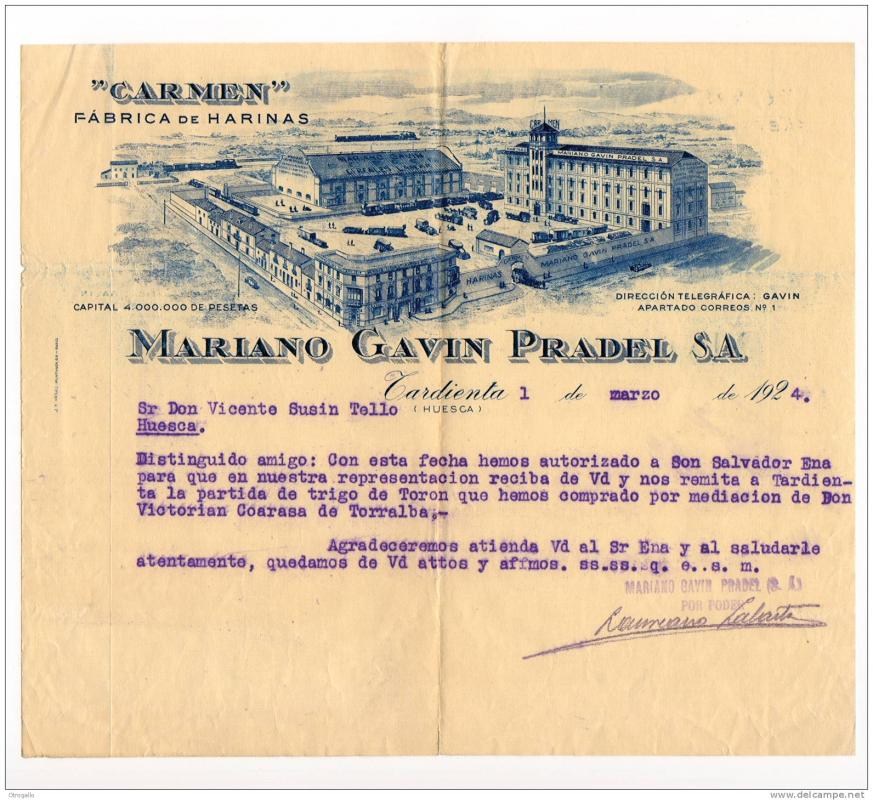 "CARMEN"
FÁBRICA DE HARINAS
CARMEN
MARIANO GAVIN PRADEL S.A.
HARINAS
MARIANO GAVIN PRADEL S.A.
CAPITAL 4.000.000 DE PESETAS
DIRECCIÓN TELEGRÁFICA: GAVIN
APARTADO CORREOS. Nº 1
MARIANO GAVIN PRADEL S.A.
Tardienta 1 de marzo de 1924.
(HUESCA)
Sr Don Vicente Susin Tello
Huesca.
Distinguido amigo: Con esta fecha hemos autorizado a Son Salvador Ena
para que en nuestra representacion reciba de Vd y nos remita a Tardien-
ta la partida de trigo de Toron que hemos comprado por mediacion de Don
Victorian Coarasa de Torralba,-
Agradeceremos atienda Vd al Sr Ena y al saludarle
atentamente, quedamos de Vd attos y affmos. ss.ss.q. e..s. m.
MARIANO GAVIN PRADEL (S. A.)
POR PODER
Laureano Labarta
Otrogallo
delcampe.net